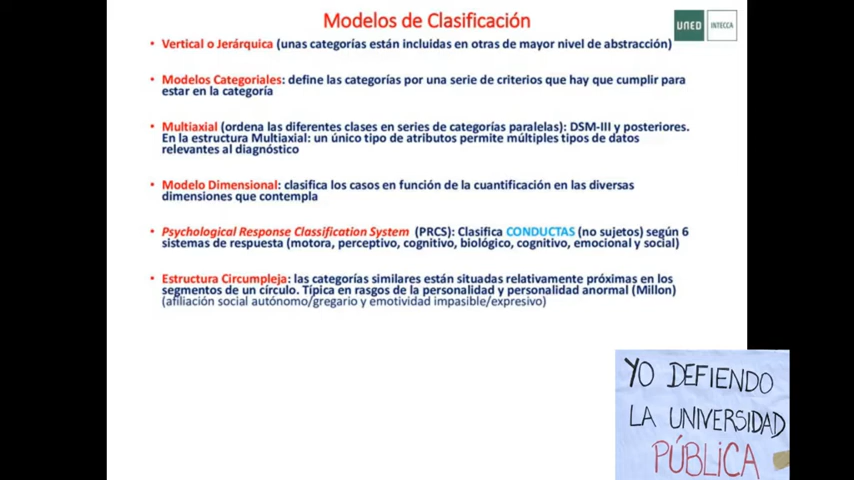 Modelos de Clasificación
UNED
INTECCA
• Vertical o Jerárquica (unas categorías están incluidas en otras de mayor nivel de abstracción)
• Modelos Categoriales: define las categorías por una serie de criterios que hay que cumplir para
estar en la categoría
• Multiaxial (ordena las diferentes clases en series de categorías paralelas): DSM-III y posteriores.
En la estructura Multiaxial: un único tipo de atributos permite múltiples tipos de datos
relevantes al diagnóstico
• Modelo Dimensional: clasifica los casos en función de la cuantificación en las diversas
dimensiones que contempla
• Psychological Response Classification System (PRCS): Clasifica CONDUCTAS (no sujetos) según 6
sistemas de respuesta (motora, perceptivo, cognitivo, biológico, cognitivo, emocional y social)
• Estructura Circumpleja: las categorías similares están situadas relativamente próximas en los
segmentos de un círculo. Típica en rasgos de la personalidad y personalidad anormal (Millon)
(afiliación social autónomo/gregario y emotividad impasible/expresivo)
YO DEFIENDO
LA UNIVERSIDAD
PÚBLICA